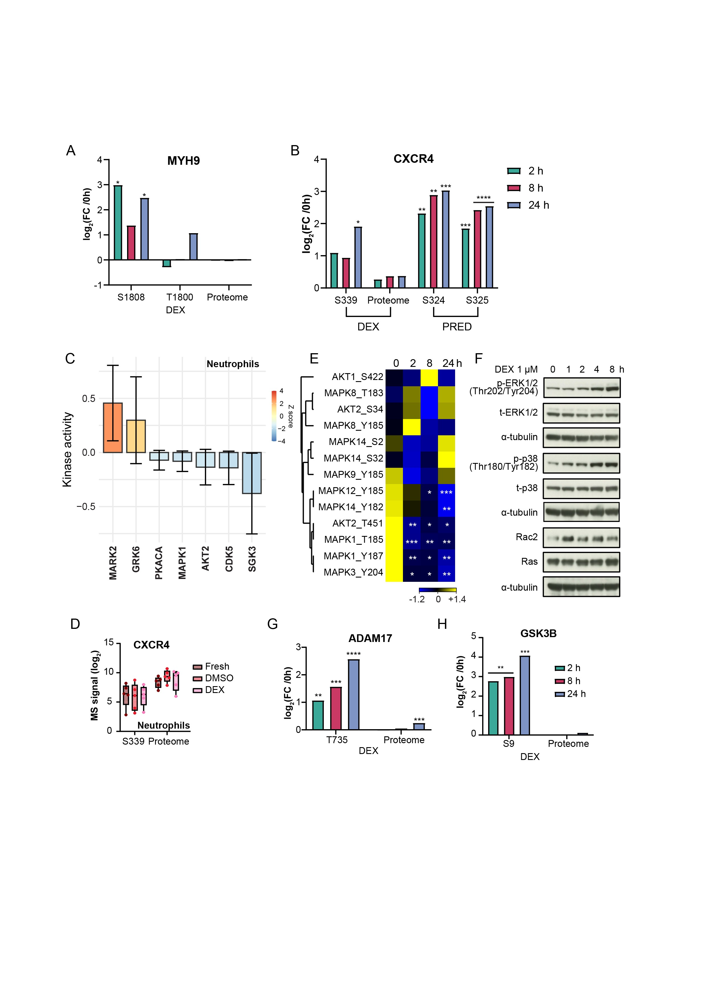 A
MYH9
log2(FC /0h)
4
3
2
1
0
-1
*
*
S1808 T1800 Proteome
DEX
B
CXCR4
log2(FC /0h)
4
3
2
1
0
*
**
**
***
***
****
S339 Proteome S324 S325
DEX PRED
2 h
8 h
24 h
C
Neutrophils
Kinase activity
0.5
0.0
−0.5
MARK2
GRK6
PKACA
MAPK1
AKT2
CDK5
SGK3
4
2
0
−2
−4
Z score
E
0 2 8 24 h
AKT1_S422
MAPK8_T183
AKT2_S34
MAPK8_Y185
MAPK14_S2
MAPK14_S32
MAPK9_Y185
MAPK12_Y185 * ***
MAPK14_Y182 **
AKT2_T451 ** * *
MAPK1_T185 *** ** **
MAPK1_Y187 ** * **
MAPK3_Y204 * * **
-1.2 0 +1.4
F
DEX 1 µM 0 1 2 4 8 h
p-ERK1/2
(Thr202/Tyr204)
t-ERK1/2
α-tubulin
p-p38
(Thr180/Tyr182)
t-p38
α-tubulin
Rac2
Ras
α-tubulin
D
CXCR4
MS signal (log2)
15
10
5
0
Neutrophils
S339 Proteome
Fresh
DMSO
DEX
G
ADAM17
log2(FC /0h)
3
2
1
0
**
***
****
***
T735 Proteome
DEX
H
GSK3B
log2(FC /0h)
5
4
3
2
1
0
**
***
S9 Proteome
DEX
2 h
8 h
24 h